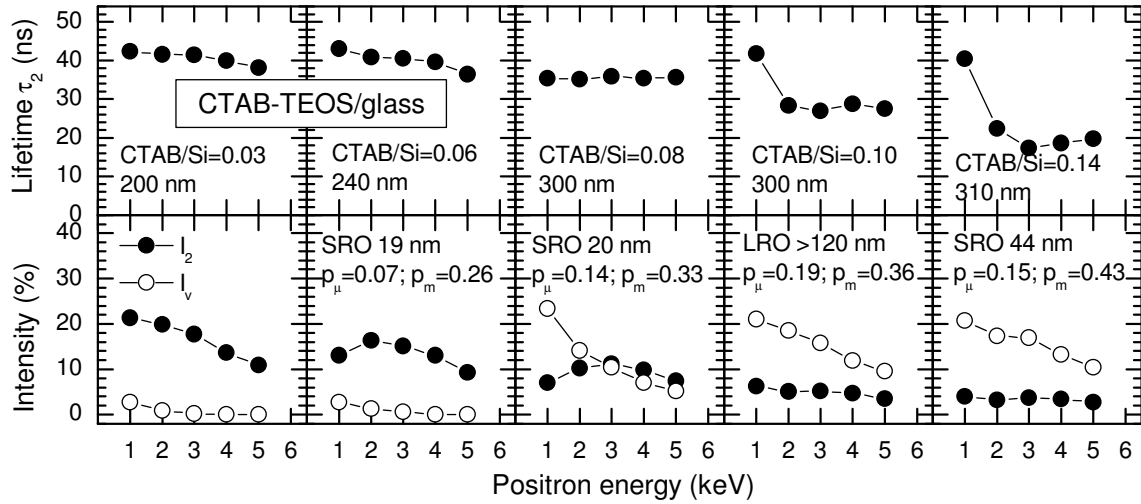 Lifetime τ₂ (ns)
50
40
30
20
10
0
CTAB-TEOS/glass
CTAB/Si=0.03
200 nm
CTAB/Si=0.06
240 nm
CTAB/Si=0.08
300 nm
CTAB/Si=0.10
300 nm
CTAB/Si=0.14
310 nm
Intensity (%)
40
30
20
10
0
I₂
Iᵥ
SRO 19 nm
pμ=0.07; pm=0.26
SRO 20 nm
pμ=0.14; pm=0.33
LRO >120 nm
pμ=0.19; pm=0.36
SRO 44 nm
pμ=0.15; pm=0.43
1 2 3 4 5 6 1 2 3 4 5 6 1 2 3 4 5 6 1 2 3 4 5 6 1 2 3 4 5 6
Positron energy (keV)